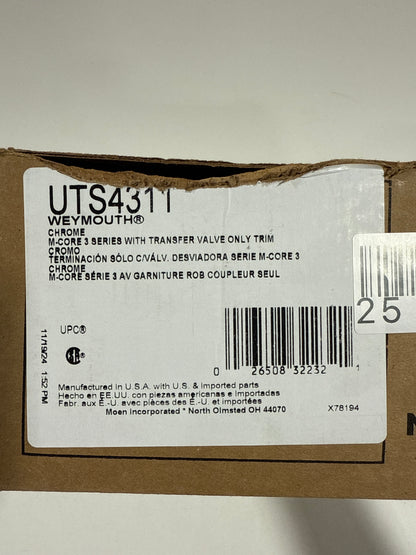 UTS4311
WEYMOUTH®
CHROME
M-CORE 3 SERIES WITH TRANSFER VALVE ONLY TRIM
CROMO
TERMINACIÓN SÓLO C/VÁLV. DESVIADORA SERIE M-CORE 3
CHROME
M-CORE SÉRIE 3 AV GARNITURE ROB COUPLEUR SEUL
25
UPC®
11/19/24 1:52 PM
0 26508 32232 1
Manufactured in U.S.A. with U.S. & imported parts
Hecho en EE.UU. con piezas americanas e Importadas
Fabr. aux É.-U. avec pièces des É.-U. et importées
Moen Incorporated * North Olmsted OH 44070
X78194